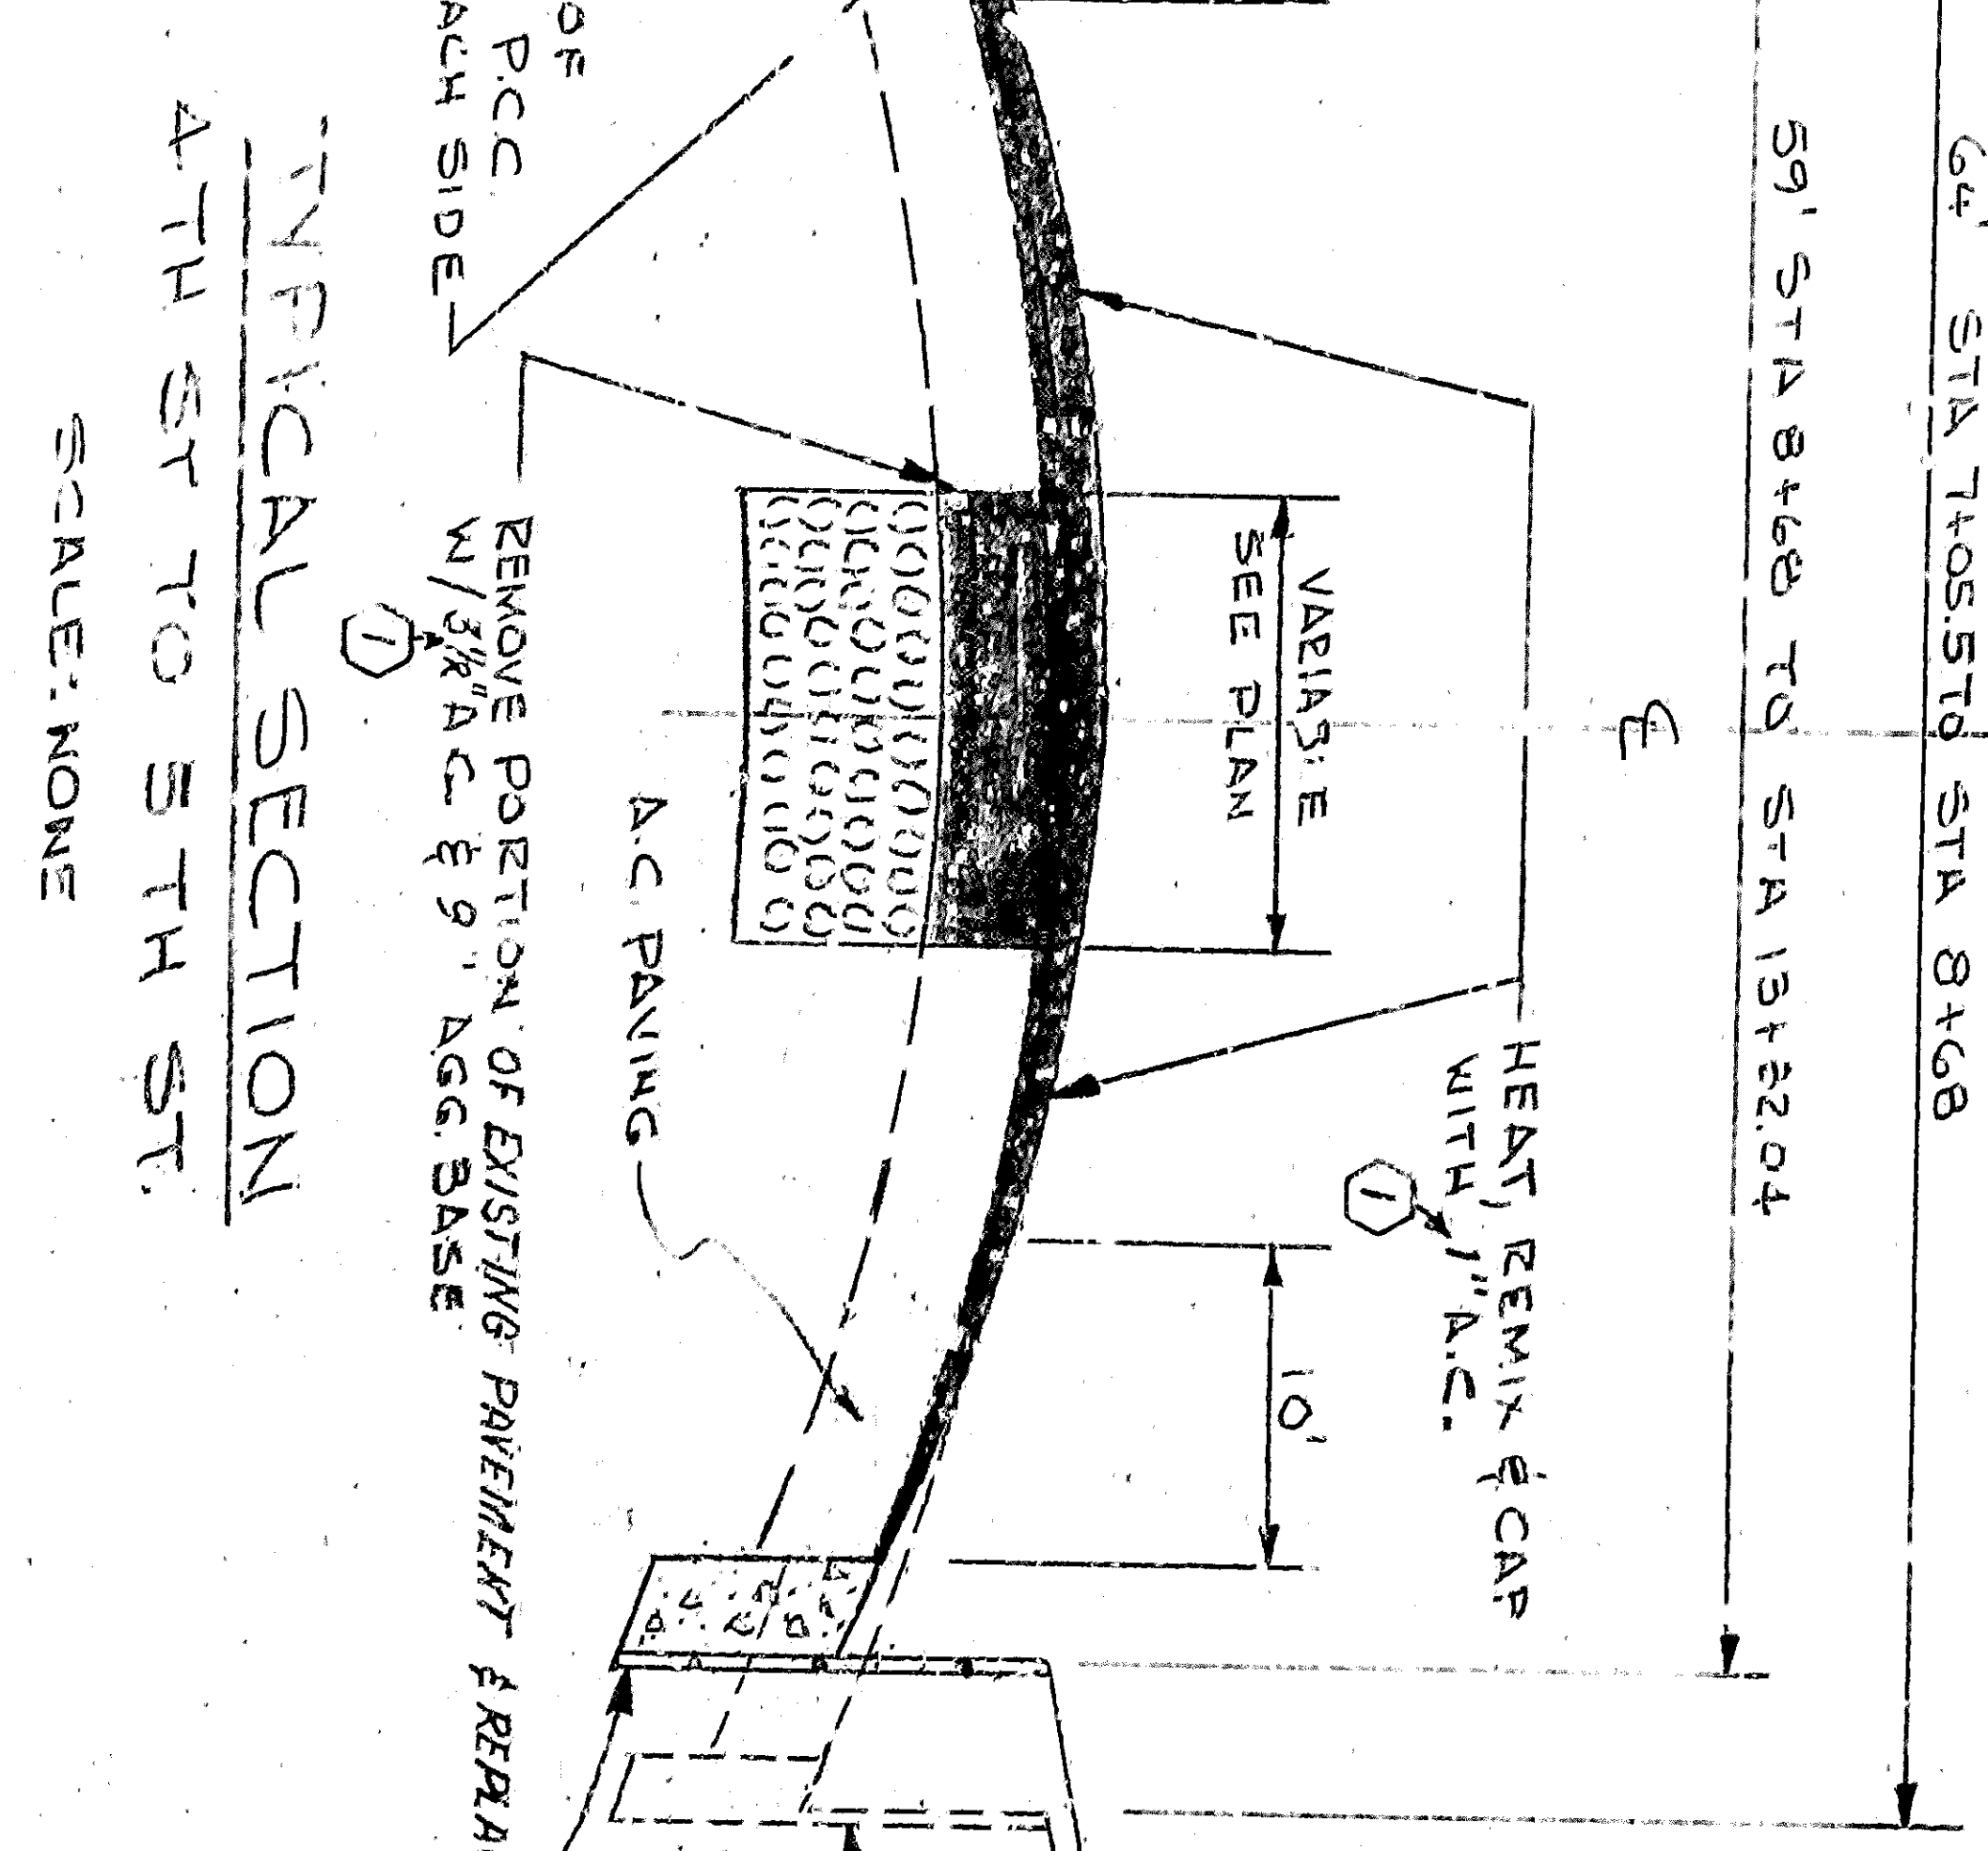 64' STA 7+05.5 TO STA 8+68
59' STA 8+68 TO STA 13+22.04
℄
HEAT, REMIX & CAP
WITH 1" A.C.
1
VARIABLE
SEE PLAN
10'
A.C. PAVING
OF
P.C.C
ACH SIDE
REMOVE PORTION OF EXISTING PAVEMENT & REPLA
W/ 3½" A C & 9" AGG. BASE
1
TYPICAL SECTION
4TH ST TO 5TH ST.
SCALE: NONE